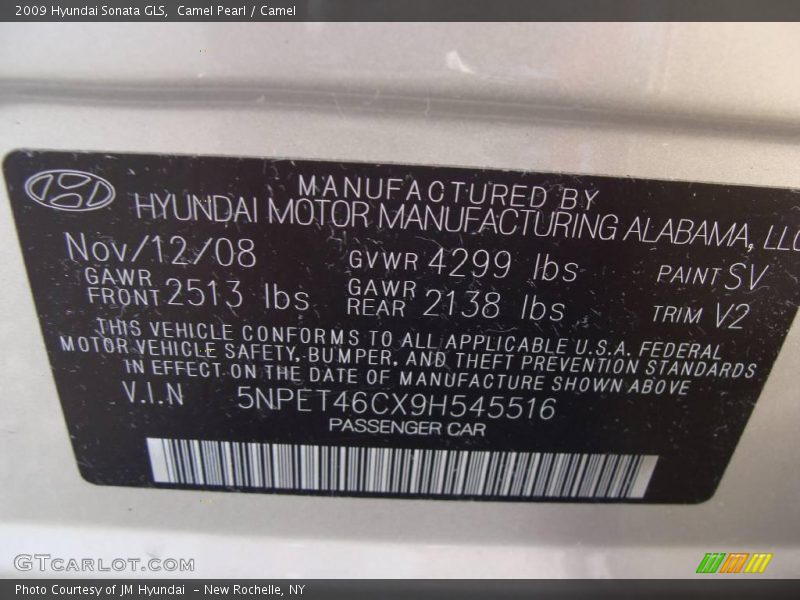 2009 Hyundai Sonata GLS,  Camel Pearl / Camel
MANUFACTURED BY
HYUNDAI MOTOR MANUFACTURING ALABAMA, LLC
Nov/12/08 GVWR 4299 lbs PAINT SV
GAWR FRONT 2513 lbs GAWR REAR 2138 lbs TRIM V2
THIS VEHICLE CONFORMS TO ALL APPLICABLE U.S.A. FEDERAL
MOTOR VEHICLE SAFETY, BUMPER, AND THEFT PREVENTION STANDARDS
IN EFFECT ON THE DATE OF MANUFACTURE SHOWN ABOVE
V.I.N 5NPET46CX9H545516
PASSENGER CAR
GTcarlot.com
Photo Courtesy of JM Hyundai  - New Rochelle, NY